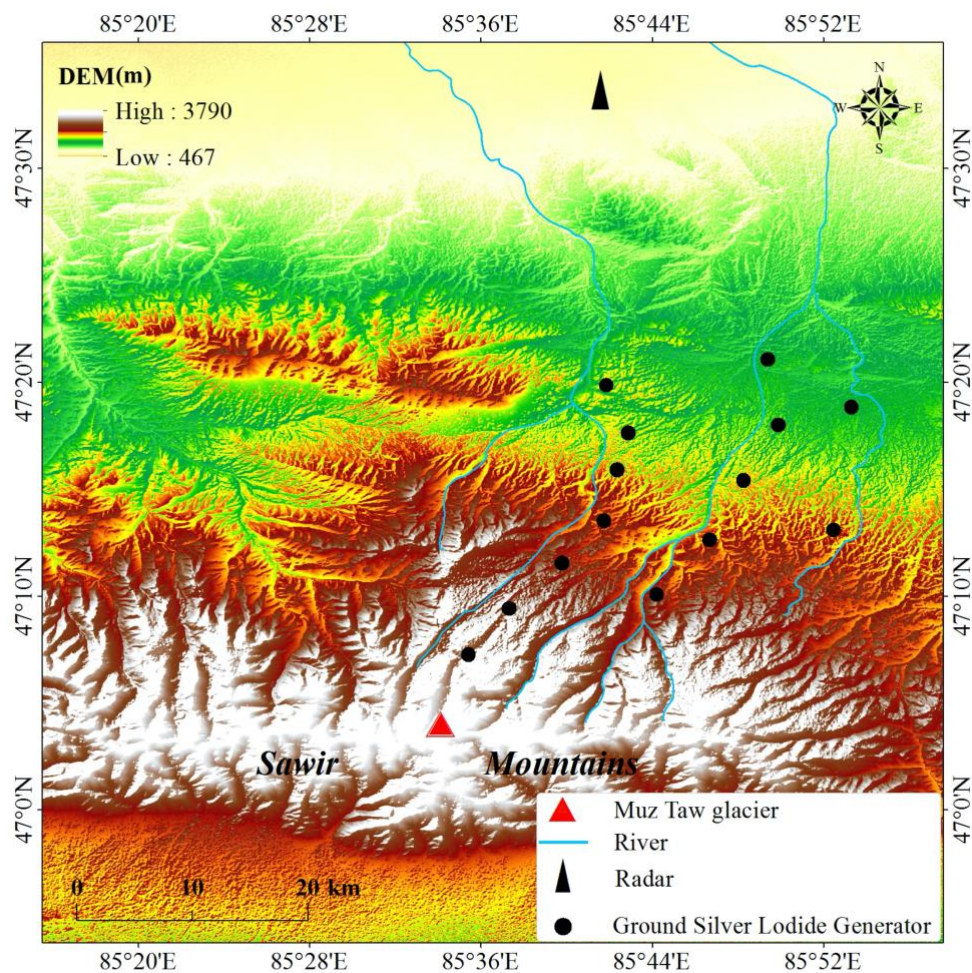 85°20'E 85°28'E 85°36'E 85°44'E 85°52'E
DEM(m)
High : 3790
Low : 467
N
W E
S
47°30'N 47°30'N
47°20'N 47°20'N
47°10'N 47°10'N
47°0'N 47°0'N
Sawir Mountains
Muz Taw glacier
River
Radar
Ground Silver Lodide Generator
0 10 20 km
85°20'E 85°28'E 85°36'E 85°44'E 85°52'E